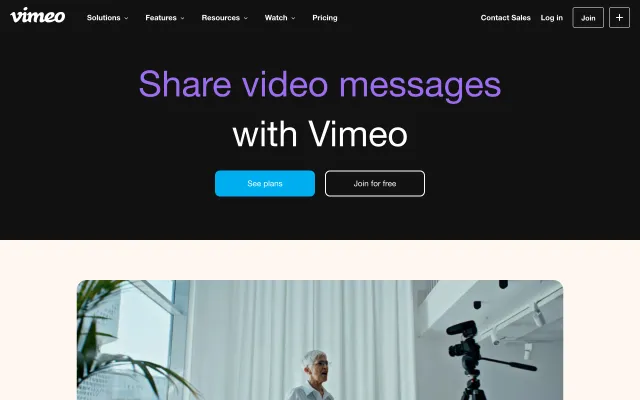 vimeo
Solutions Features Resources Watch Pricing Contact Sales Log in Join +
Share video messages
with Vimeo
See plans Join for free